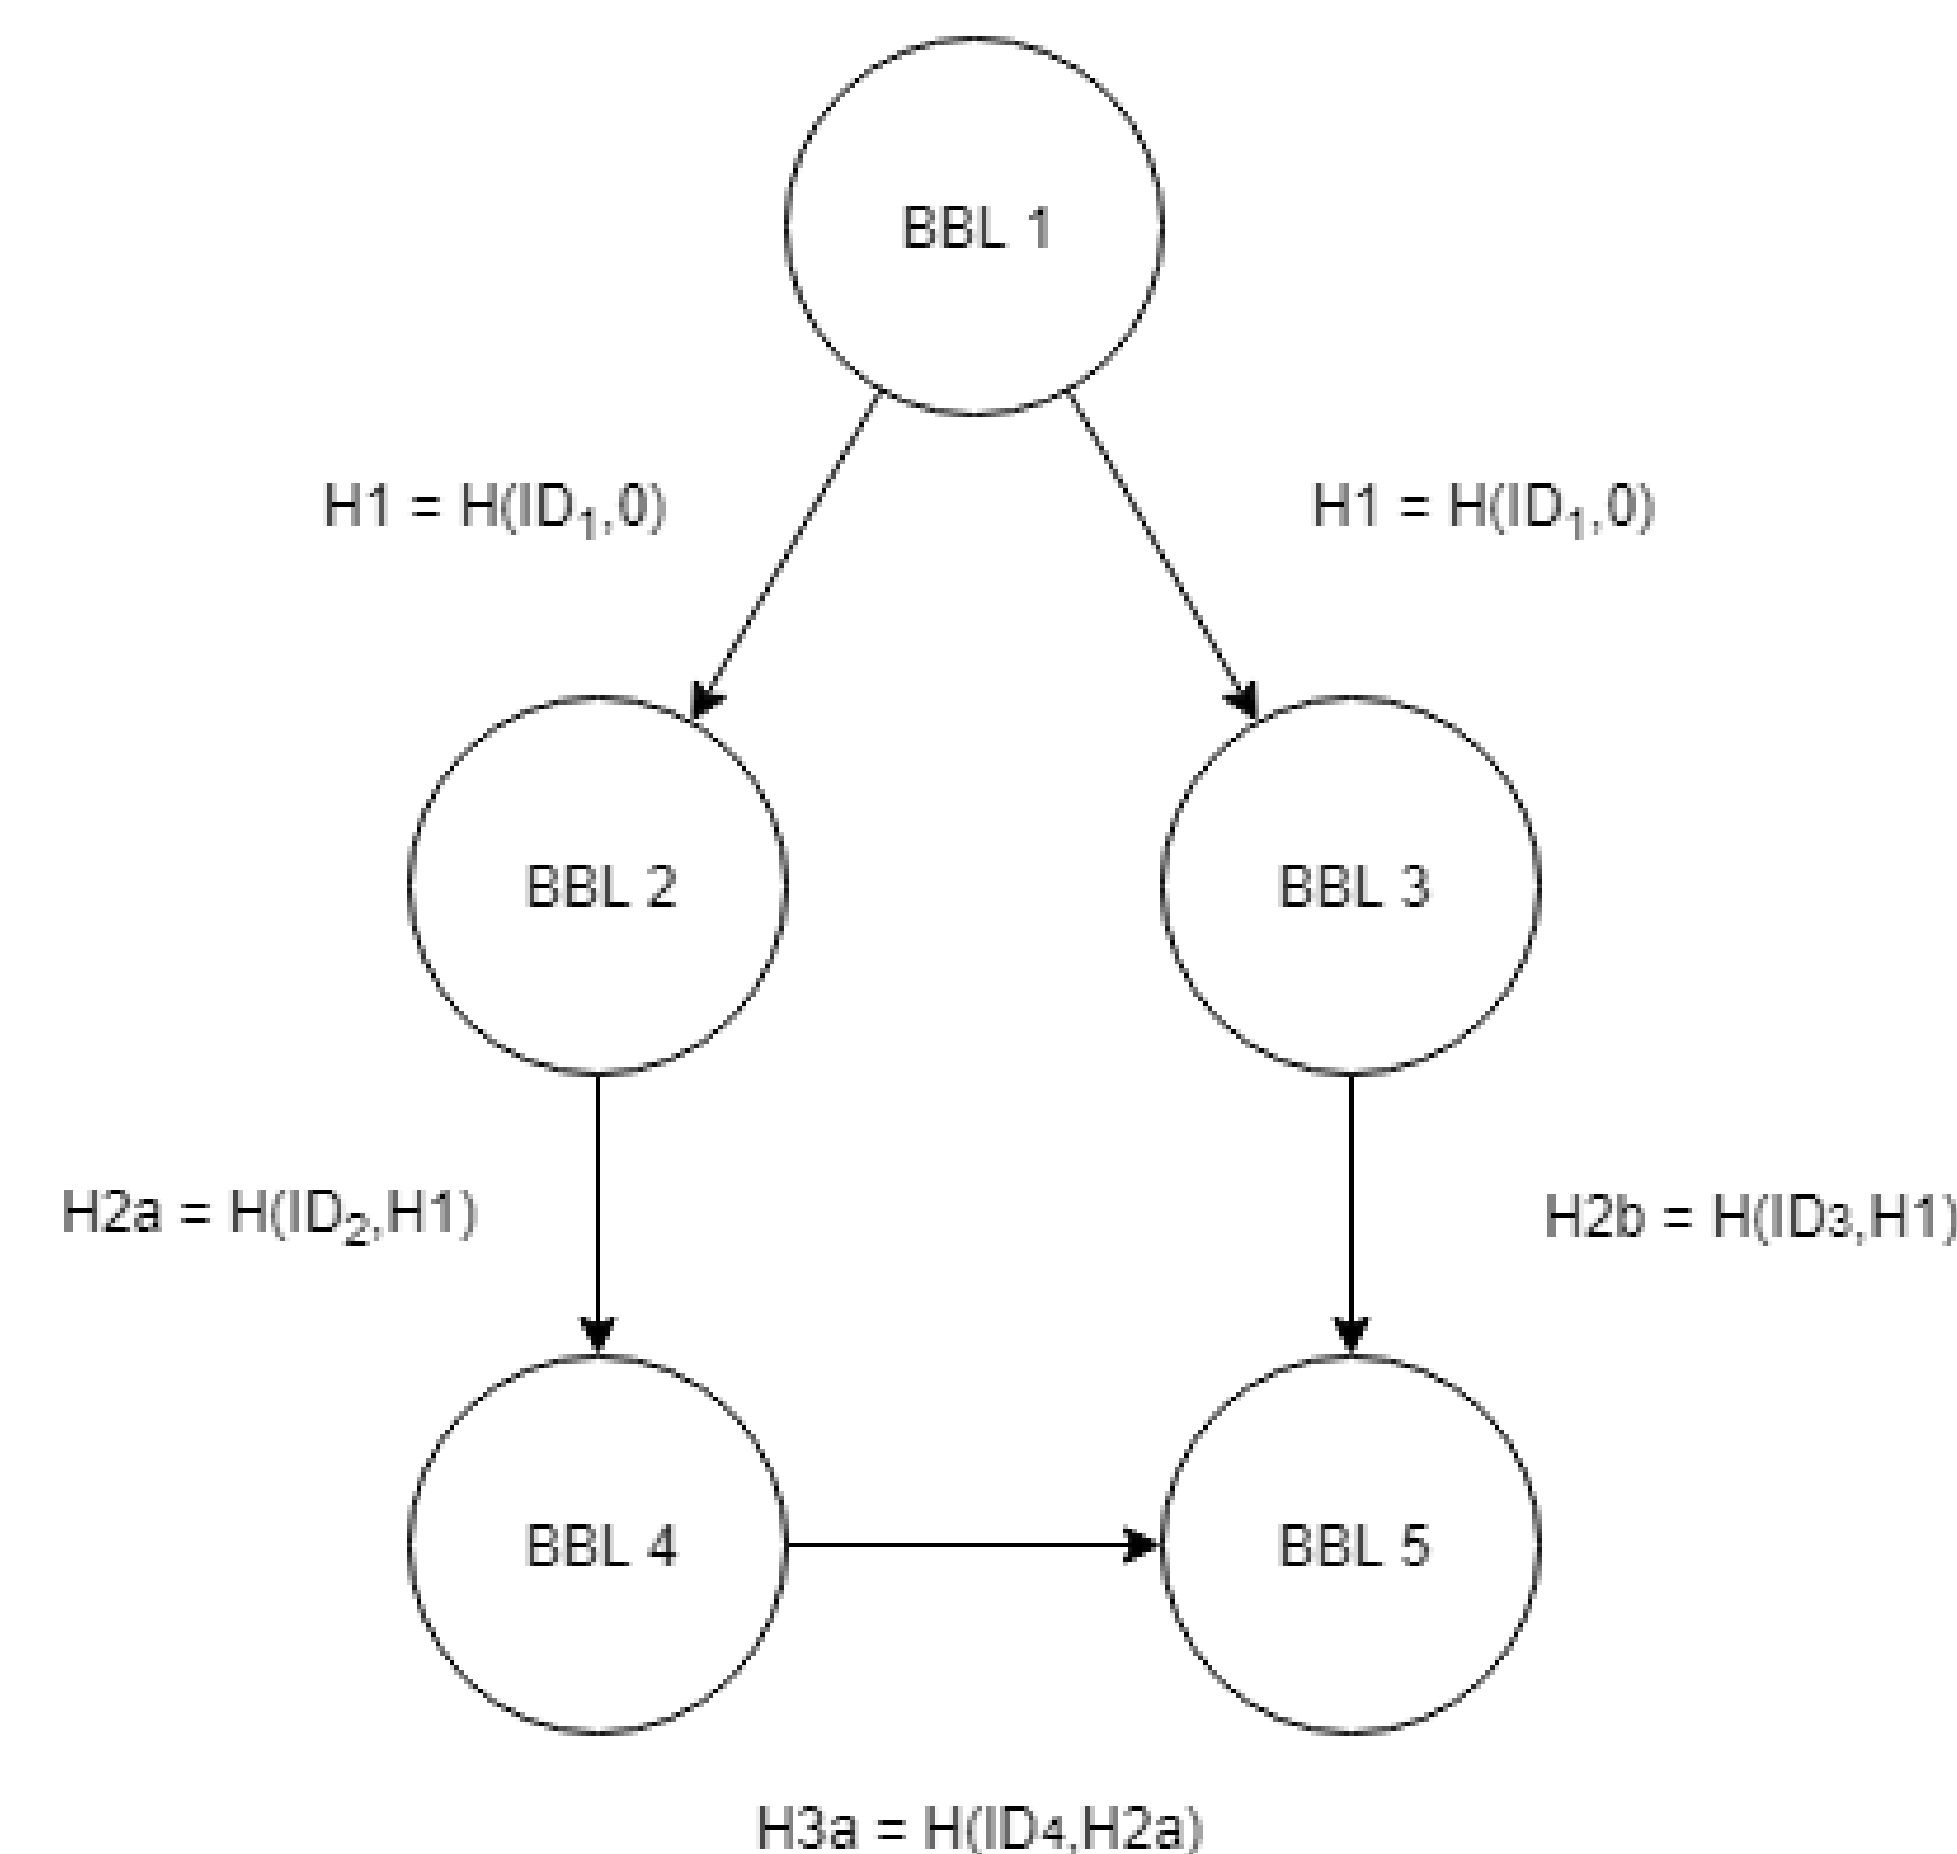 BBL 1
H1 = H(ID₁,0)
H1 = H(ID₁,0)
BBL 2
BBL 3
H2a = H(ID₂,H1)
H2b = H(ID3,H1)
BBL 4
BBL 5
H3a = H(ID4,H2a)